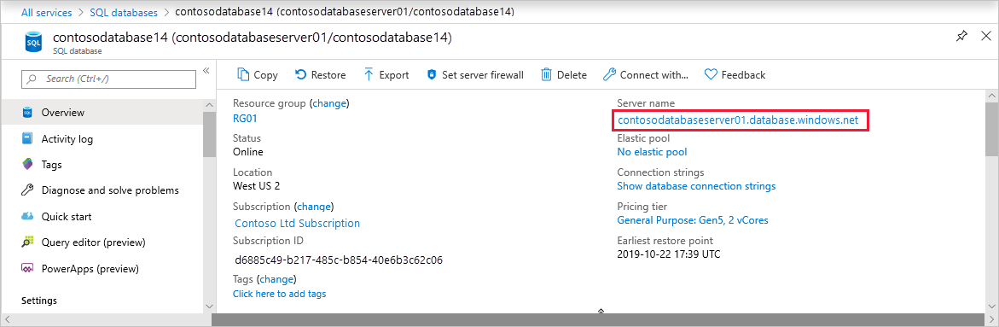 All services > SQL databases > contosodatabase14 (contosodatabaseserver01/contosodatabase14)
contosodatabase14 (contosodatabaseserver01/contosodatabase14)
SQL
SQL database
Search (Ctrl+/)
«
Overview
Activity log
Tags
Diagnose and solve problems
Quick start
Query editor (preview)
PowerApps (preview)
Settings
Copy Restore Export Set server firewall Delete Connect with... Feedback
Resource group (change)
RG01
Status
Online
Location
West US 2
Subscription (change)
Contoso Ltd Subscription
Subscription ID
d6885c49-b217-485c-b854-40e6b3c62c06
Tags (change)
Click here to add tags
Server name
contosodatabaseserver01.database.windows.net
Elastic pool
No elastic pool
Connection strings
Show database connection strings
Pricing tier
General Purpose: Gen5, 2 vCores
Earliest restore point
2019-10-22 17:39 UTC